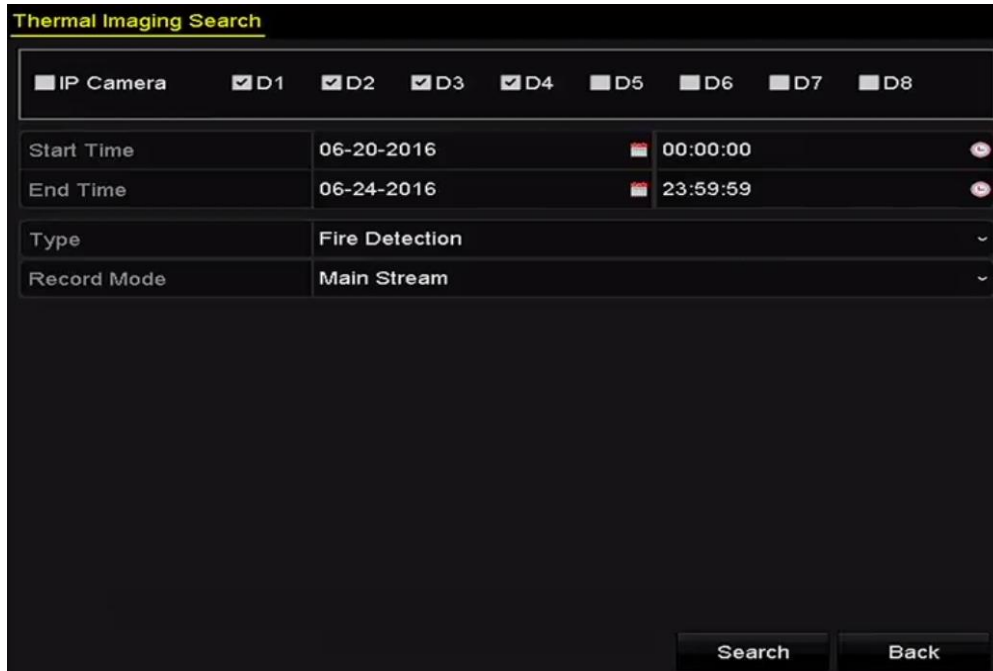 Thermal Imaging Search
IP Camera D1 D2 D3 D4 D5 D6 D7 D8
Start Time 06-20-2016 00:00:00
End Time 06-24-2016 23:59:59
Type Fire Detection
Record Mode Main Stream
Search Back